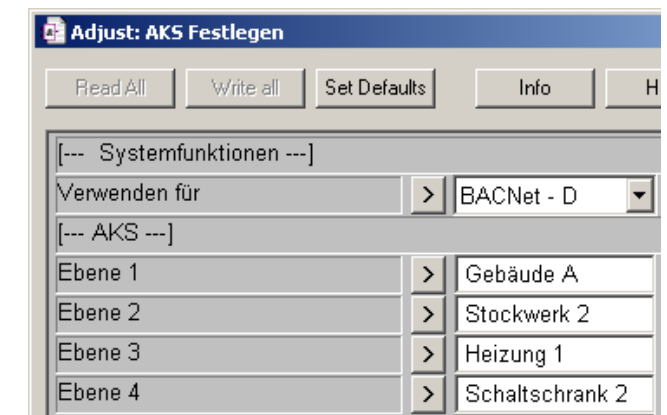 Adjust: AKS Festlegen
Read All Write all Set Defaults Info H
[--- Systemfunktionen ---]
Verwenden für > BACNet - D
[--- AKS ---]
Ebene 1 > Gebäude A
Ebene 2 > Stockwerk 2
Ebene 3 > Heizung 1
Ebene 4 > Schaltschrank 2